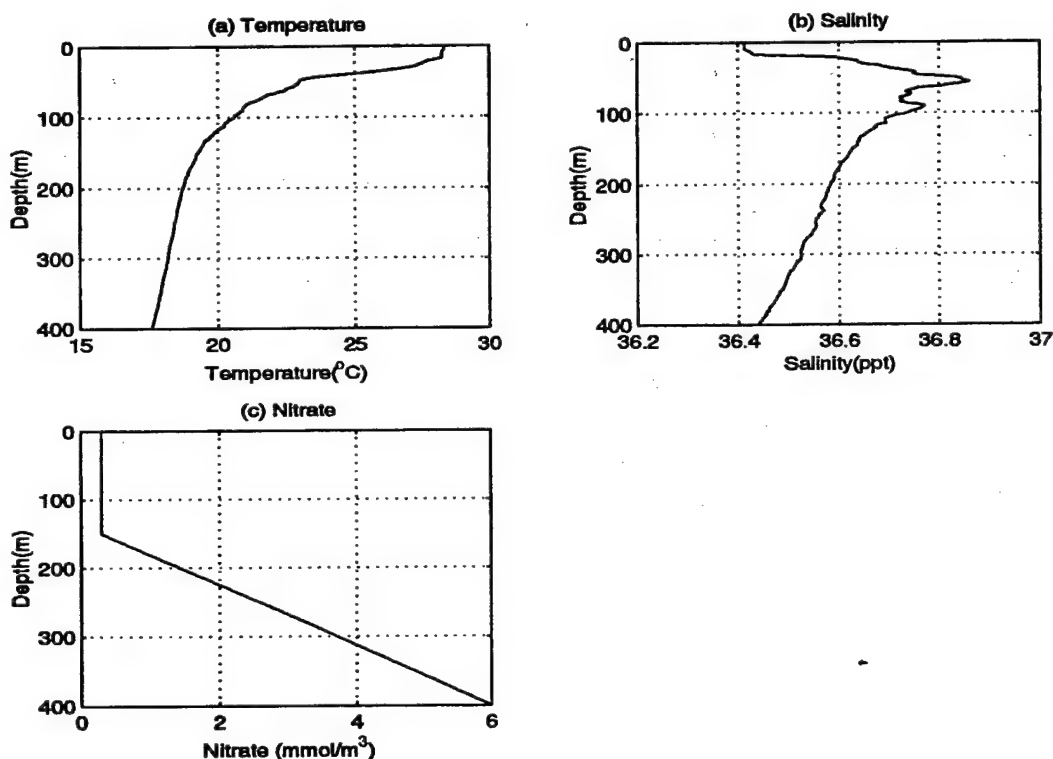 (a) Temperature
0
100
200
300
400
Depth(m)
15 20 25 30
Temperature(°C)
(b) Salinity
0
100
200
300
400
Depth(m)
36.2 36.4 36.6 36.8 37
Salinity(ppt)
(c) Nitrate
0
100
200
300
400
Depth(m)
0 2 4 6
Nitrate (mmol/m³)